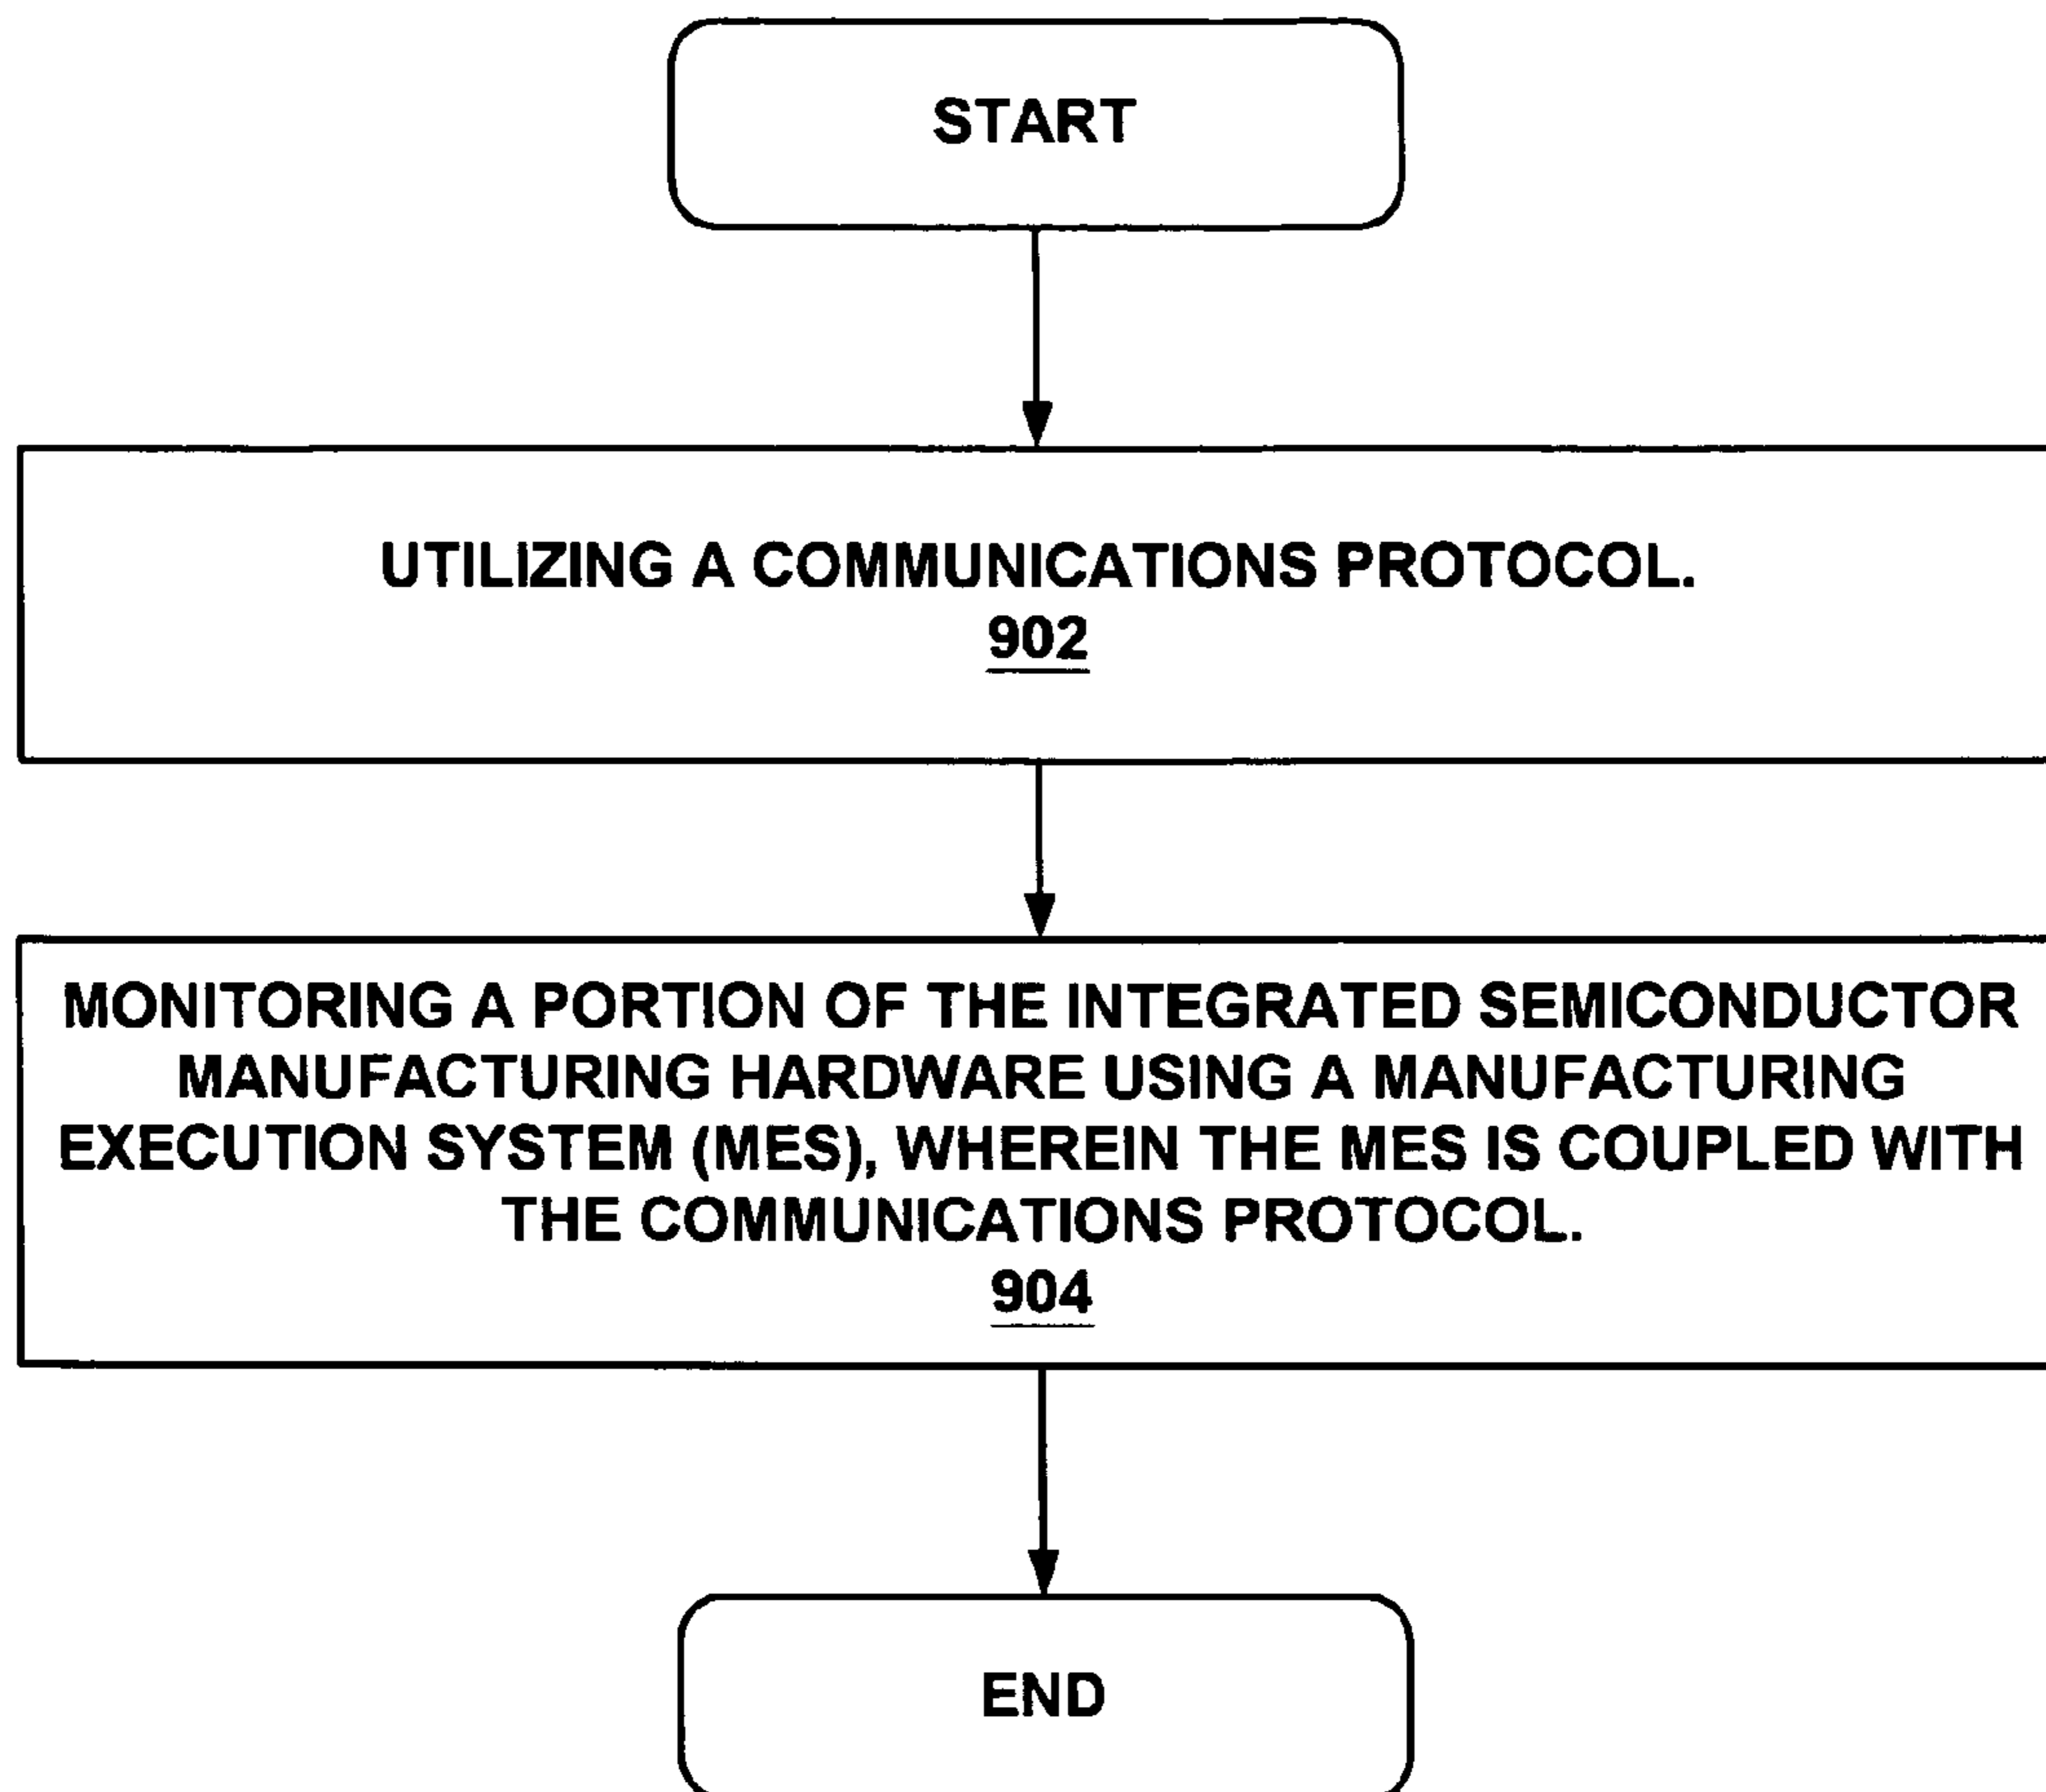 START
UTILIZING A COMMUNICATIONS PROTOCOL.
902
MONITORING A PORTION OF THE INTEGRATED SEMICONDUCTOR
MANUFACTURING HARDWARE USING A MANUFACTURING
EXECUTION SYSTEM (MES), WHEREIN THE MES IS COUPLED WITH
THE COMMUNICATIONS PROTOCOL.
904
END